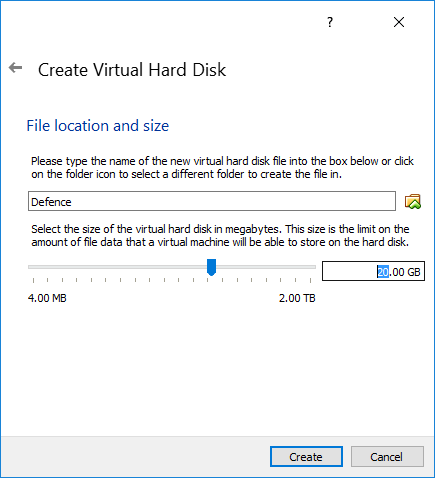 ?
Create Virtual Hard Disk
File location and size
Please type the name of the new virtual hard disk file into the box below or click
on the folder icon to select a different folder to create the file in.
Defence
Select the size of the virtual hard disk in megabytes. This size is the limit on the
amount of file data that a virtual machine will be able to store on the hard disk.
20.00 GB
4.00 MB 2.00 TB
Create Cancel